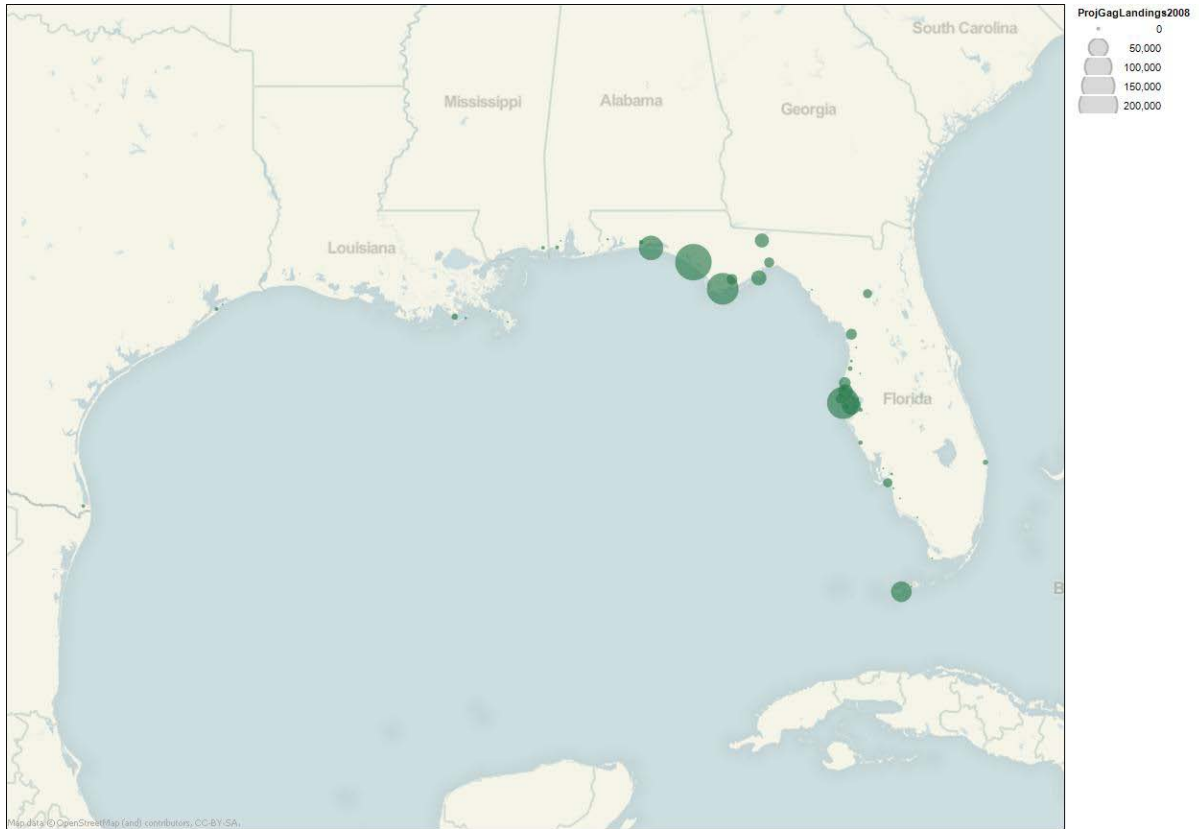 ProjGagLandings2008
0
50,000
100,000
150,000
200,000
South Carolina
Mississippi
Alabama
Georgia
Louisiana
Florida
B
Map data © OpenStreetMap (and) contributors, CC-BY-SA.